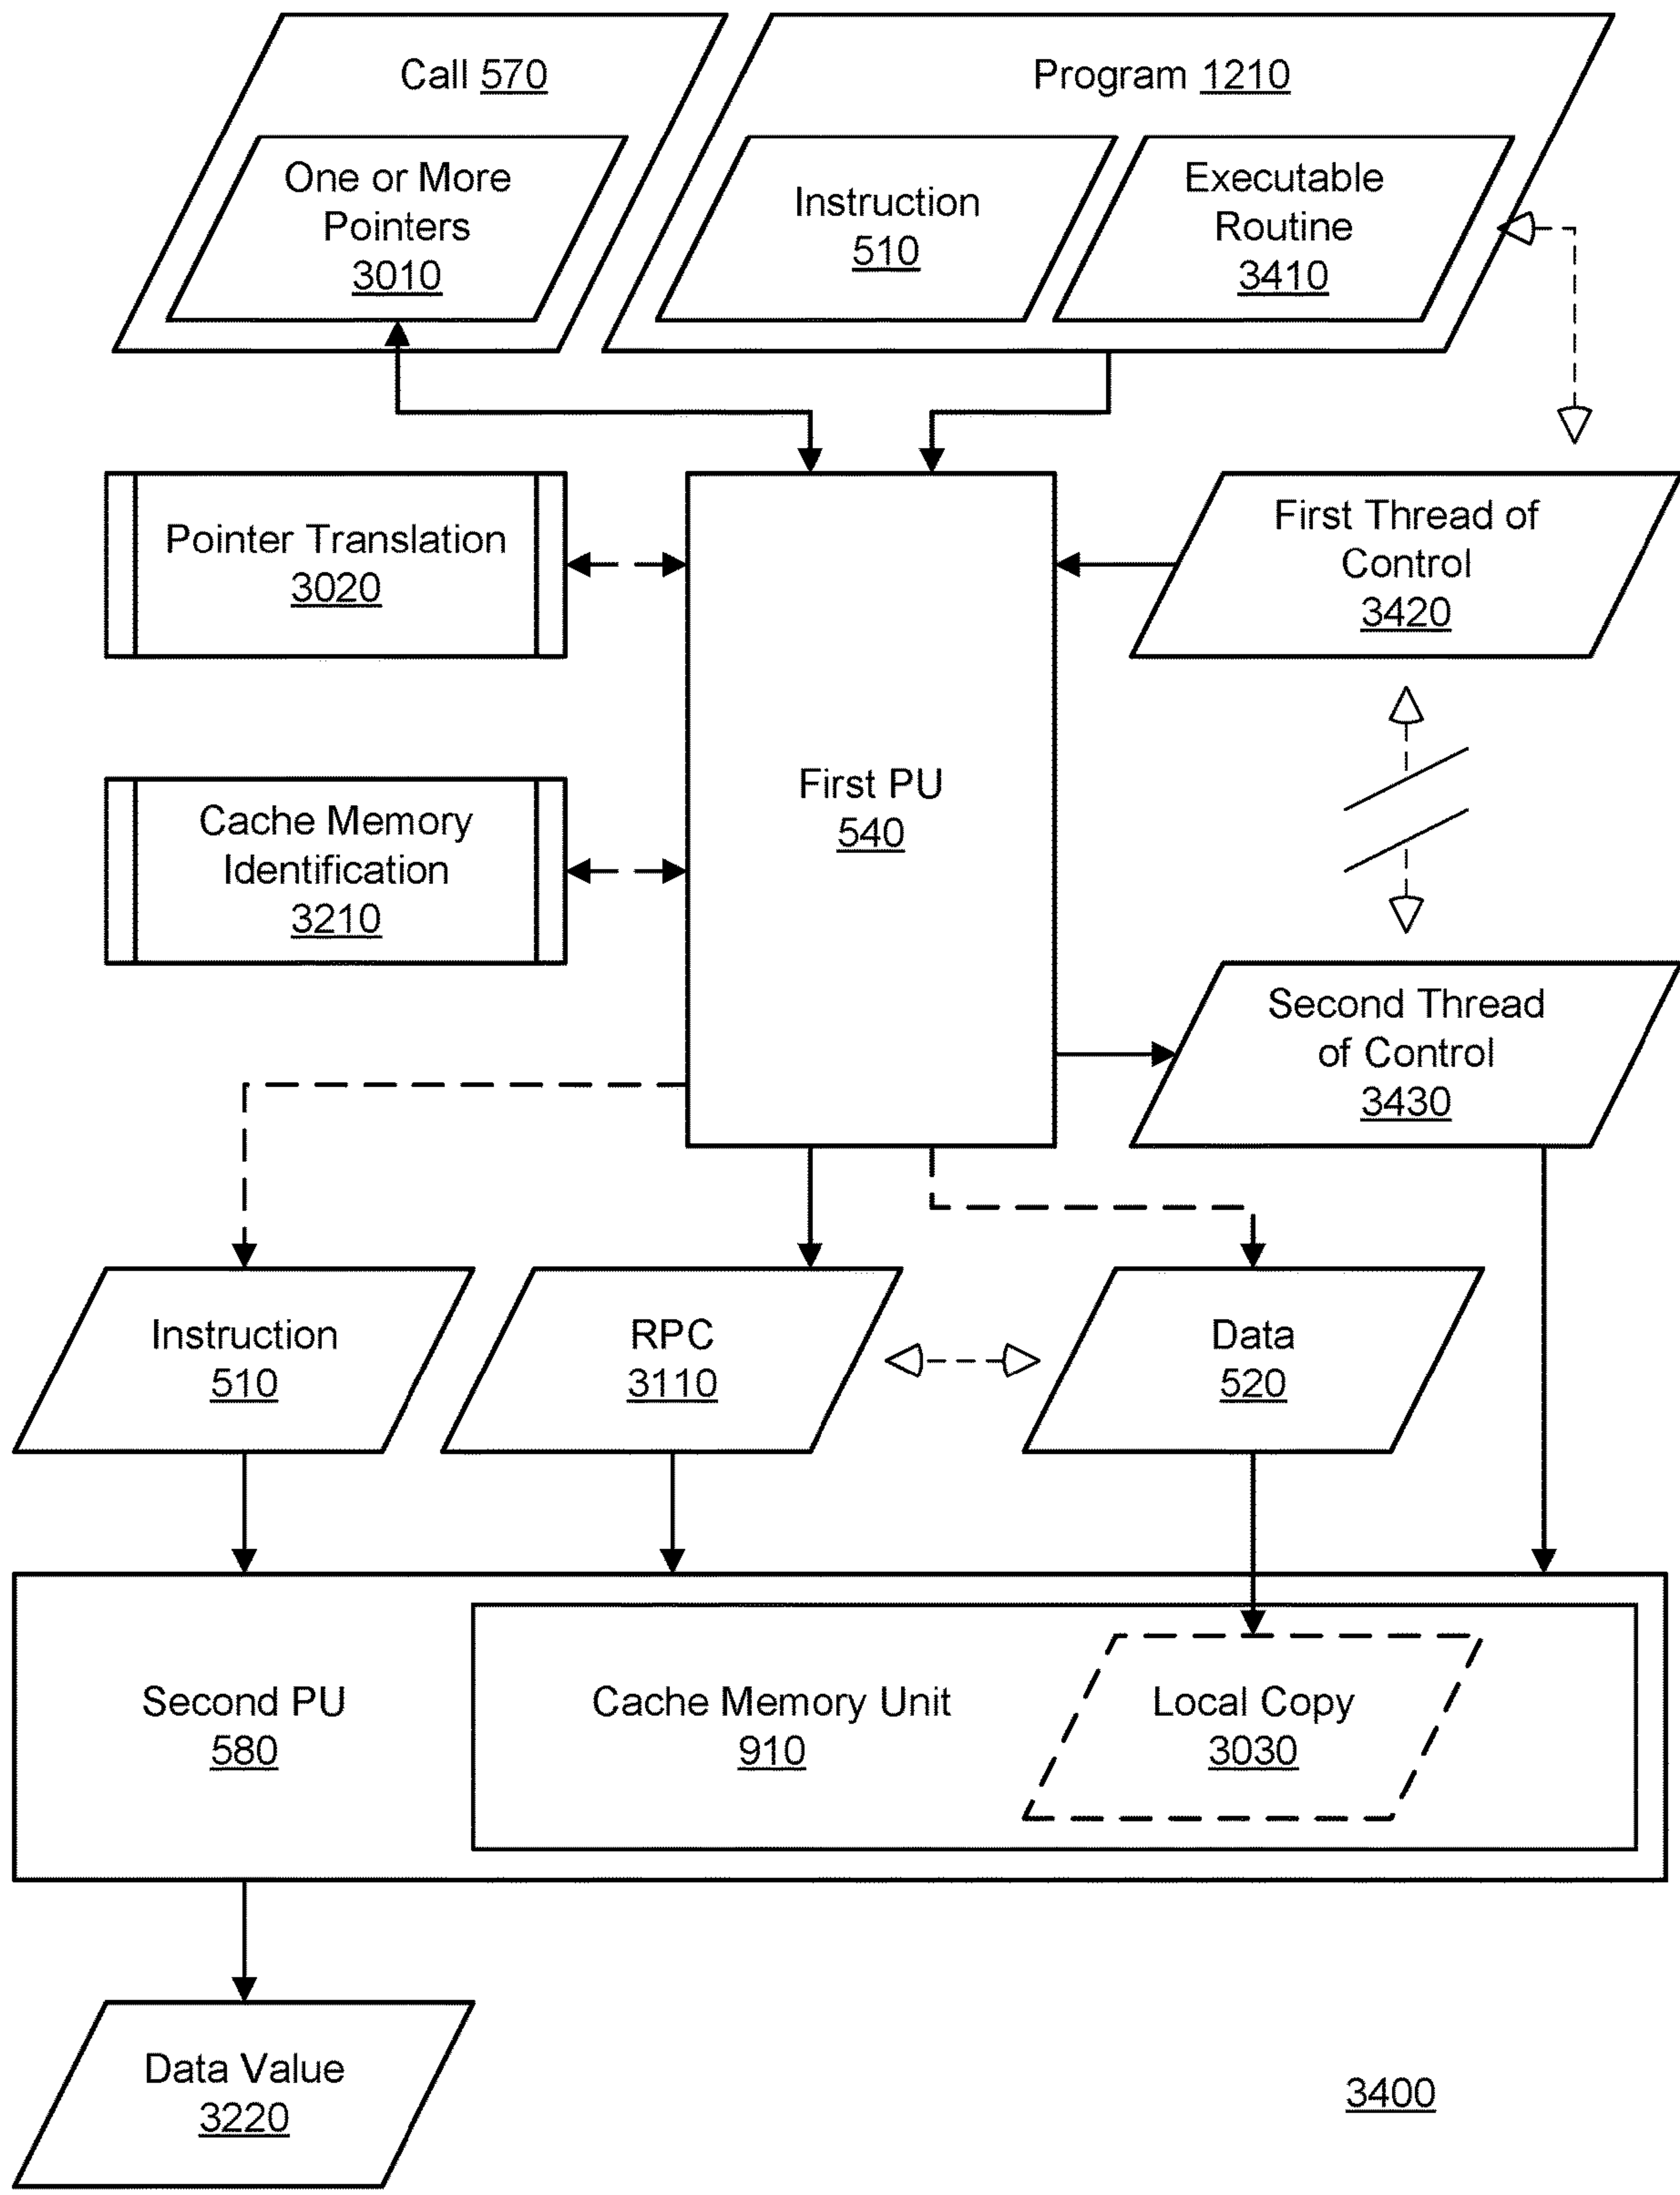 Call 570
One or More
Pointers
3010
Program 1210
Instruction
510
Executable
Routine
3410
Pointer Translation
3020
First Thread of
Control
3420
Cache Memory
Identification
3210
First PU
540
Second Thread
of Control
3430
Instruction
510
RPC
3110
Data
520
Second PU
580
Cache Memory Unit
910
Local Copy
3030
Data Value
3220
3400